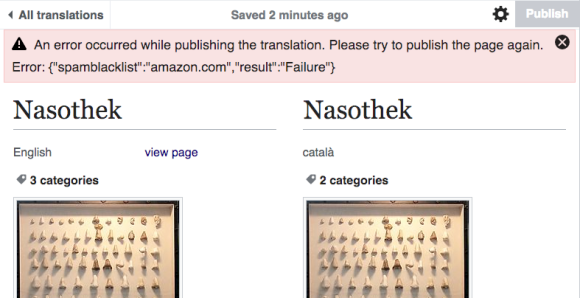 All translations
Saved 2 minutes ago
Publish
An error occurred while publishing the translation. Please try to publish the page again.
Error: {"spamblacklist":"amazon.com","result":"Failure"}
Nasothek
Nasothek
English
view page
català
3 categories
2 categories